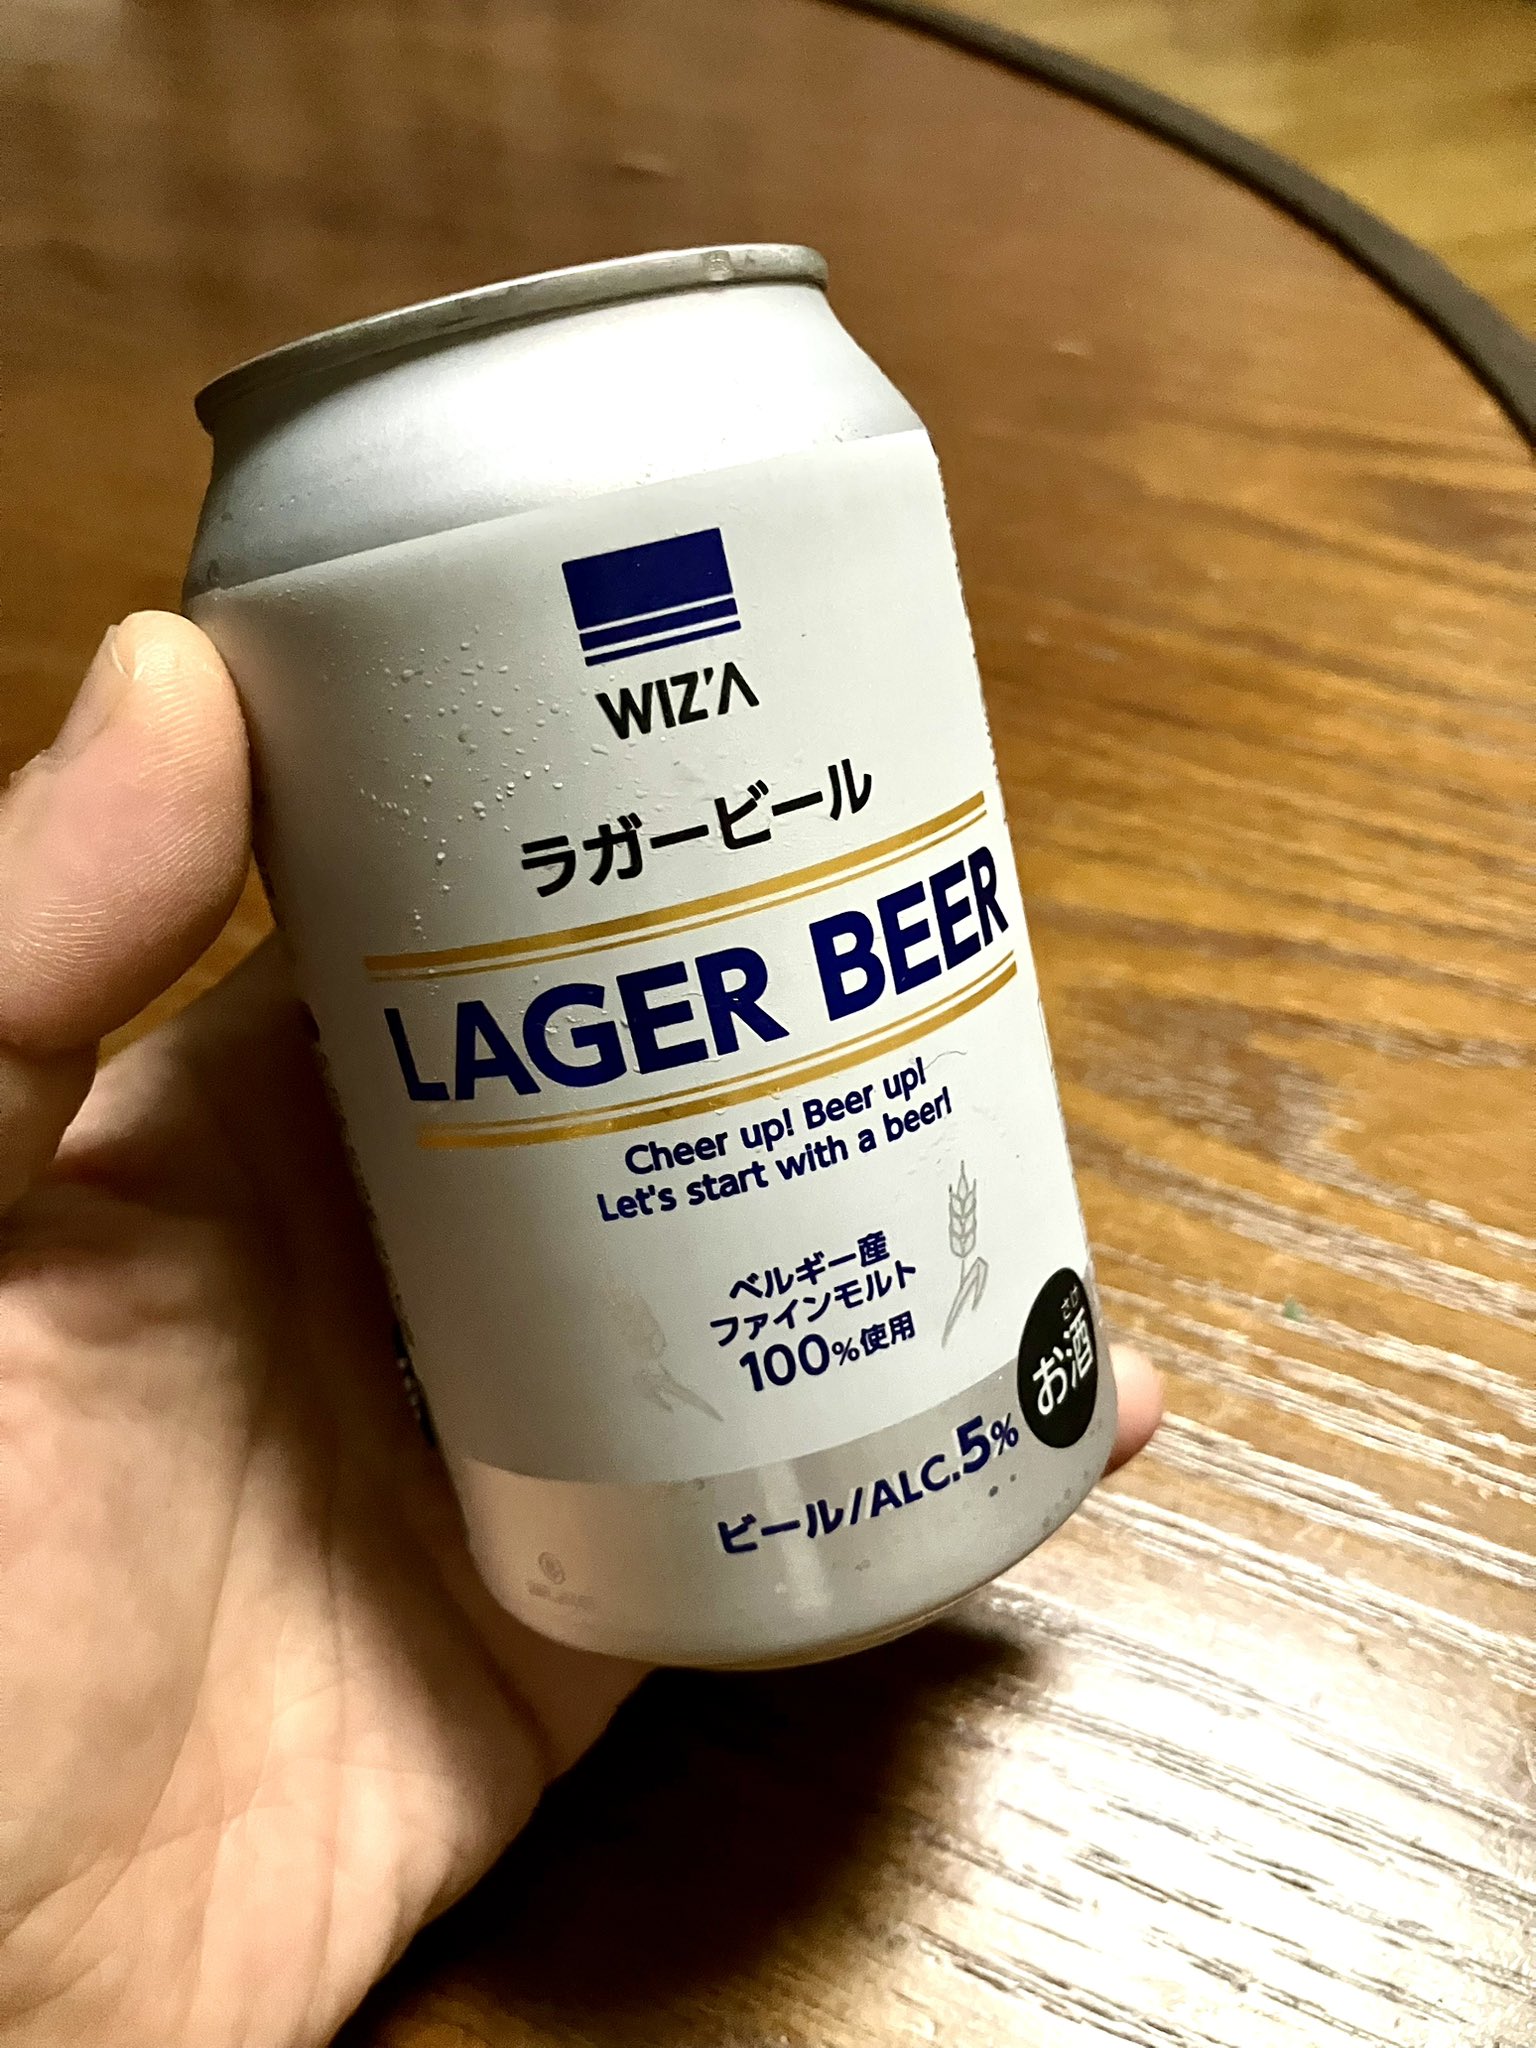 WIZ'A
ラガービール
LAGER BEER
Cheer up! Beer up!
Let's start with a beer!
ベルギー産
ファインモルト
100%使用
さけ
お酒
ビール/ALC.5%